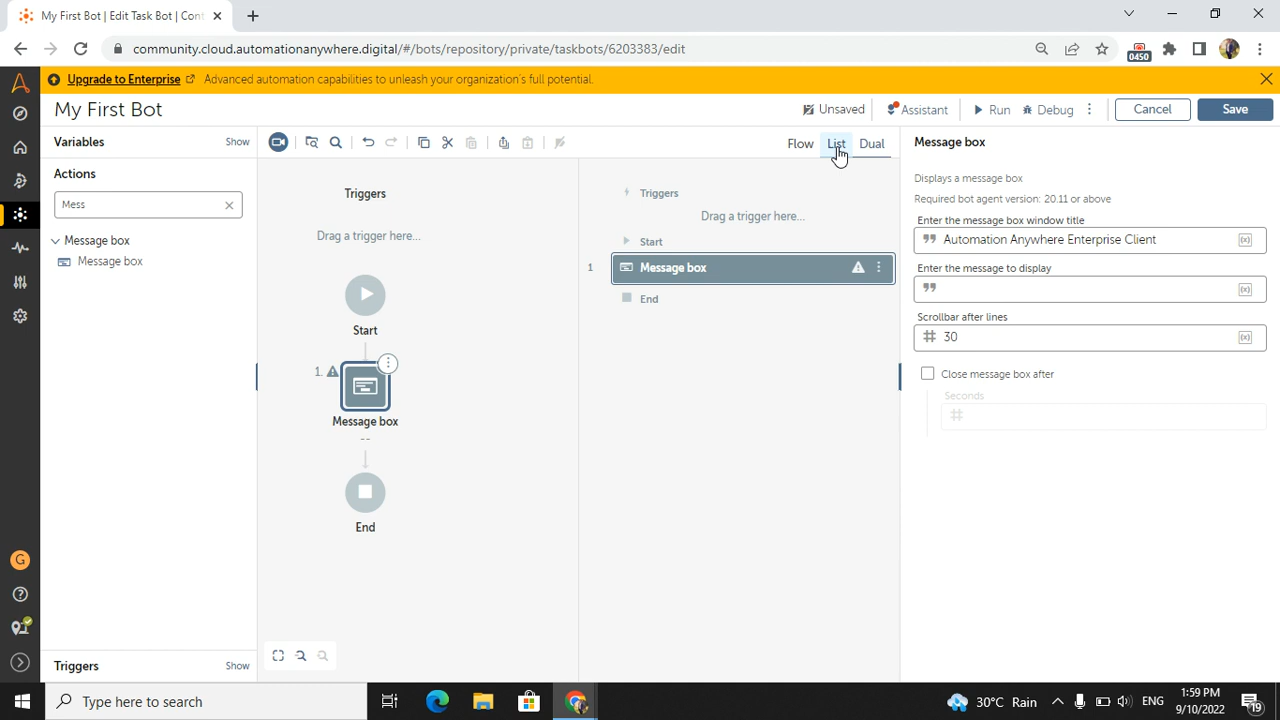 My First Bot | Edit Task Bot | Cont
community.cloud.automationanywhere.digital/#/bots/repository/private/taskbots/6203383/edit
0450
Upgrade to Enterprise Advanced automation capabilities to unleash your organization's full potential.
My First Bot
Unsaved
Assistant
Run
Debug
Cancel
Save
Variables
Show
Flow
List
Dual
Message box
Actions
Mess
Message box
Message box
Triggers
Drag a trigger here...
Start
1.
Message box
--
End
Triggers
Drag a trigger here...
Start
1
Message box
End
Displays a message box
Required bot agent version: 20.11 or above
Enter the message box window title
Automation Anywhere Enterprise Client
(x)
Enter the message to display
(x)
Scrollbar after lines
# 30
(x)
Close message box after
Seconds
#
G
Triggers
Show
Type here to search
30°C Rain
ENG
1:59 PM
9/10/2022
19